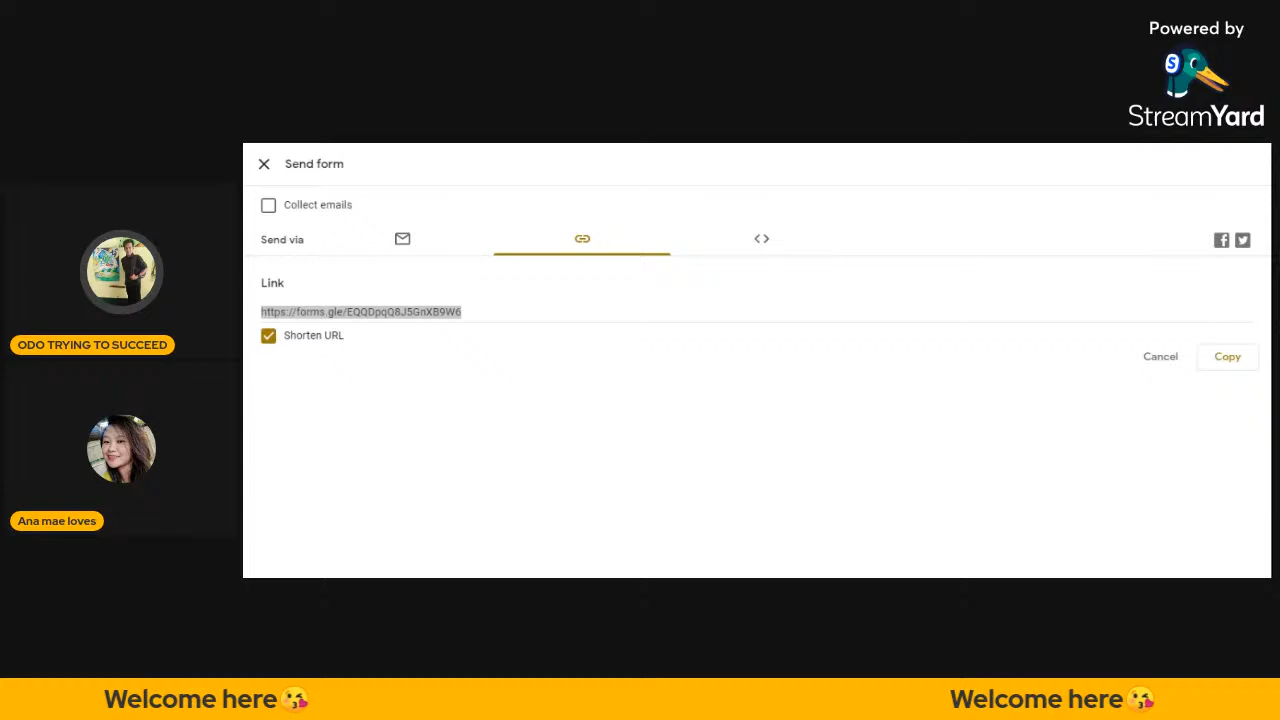 Powered by
StreamYard
Send form
Collect emails
Send via
Link
https://forms.gle/EQQDpqQ8J5GnXB9W6
Shorten URL
Cancel Copy
ODO TRYING TO SUCCEED
Ana mae loves
Welcome here😘 Welcome here😘